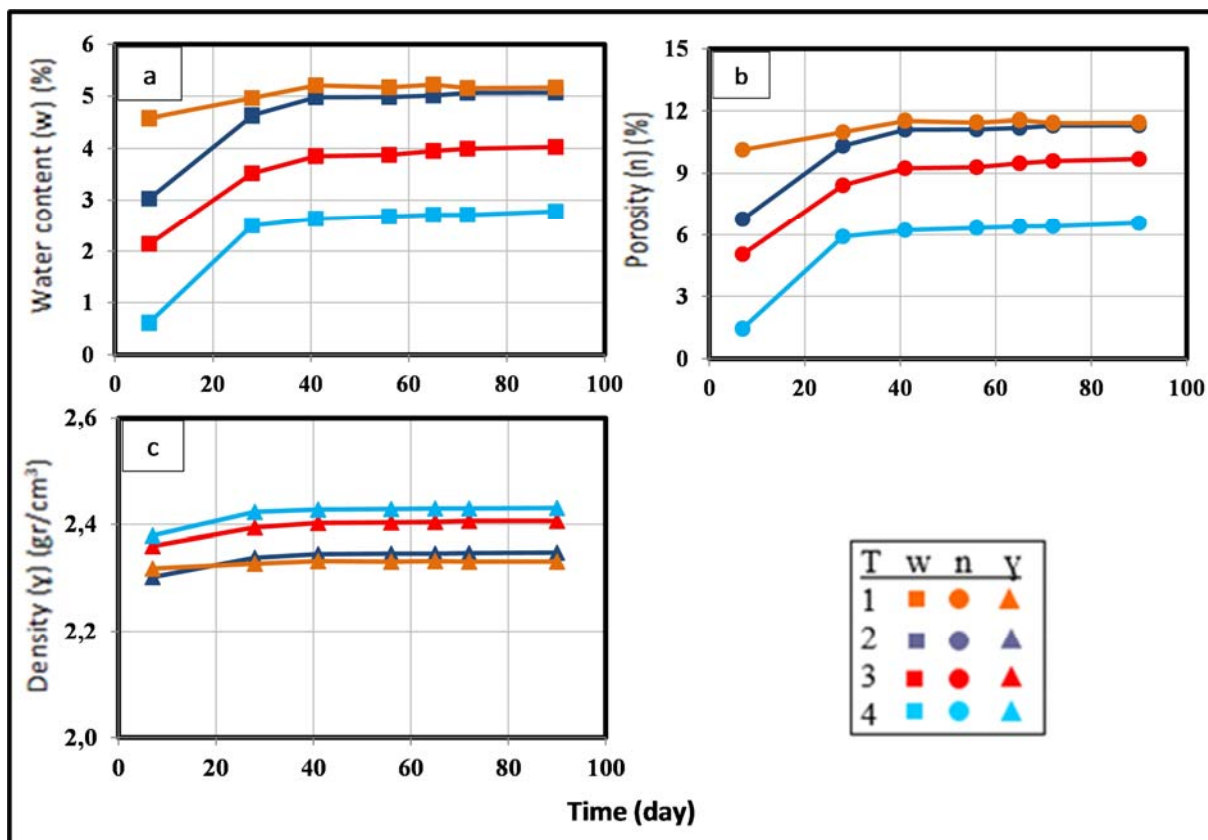 a
Water content (w) (%)
6
5
4
3
2
1
0
0 20 40 60 80 100
b
Porosity (n) (%)
15
12
9
6
3
0
0 20 40 60 80 100
c
Density (ɣ) (gr/cm³)
2,6
2,4
2,2
2,0
0 20 40 60 80 100
Time (day)
T w n ɣ
1
2
3
4